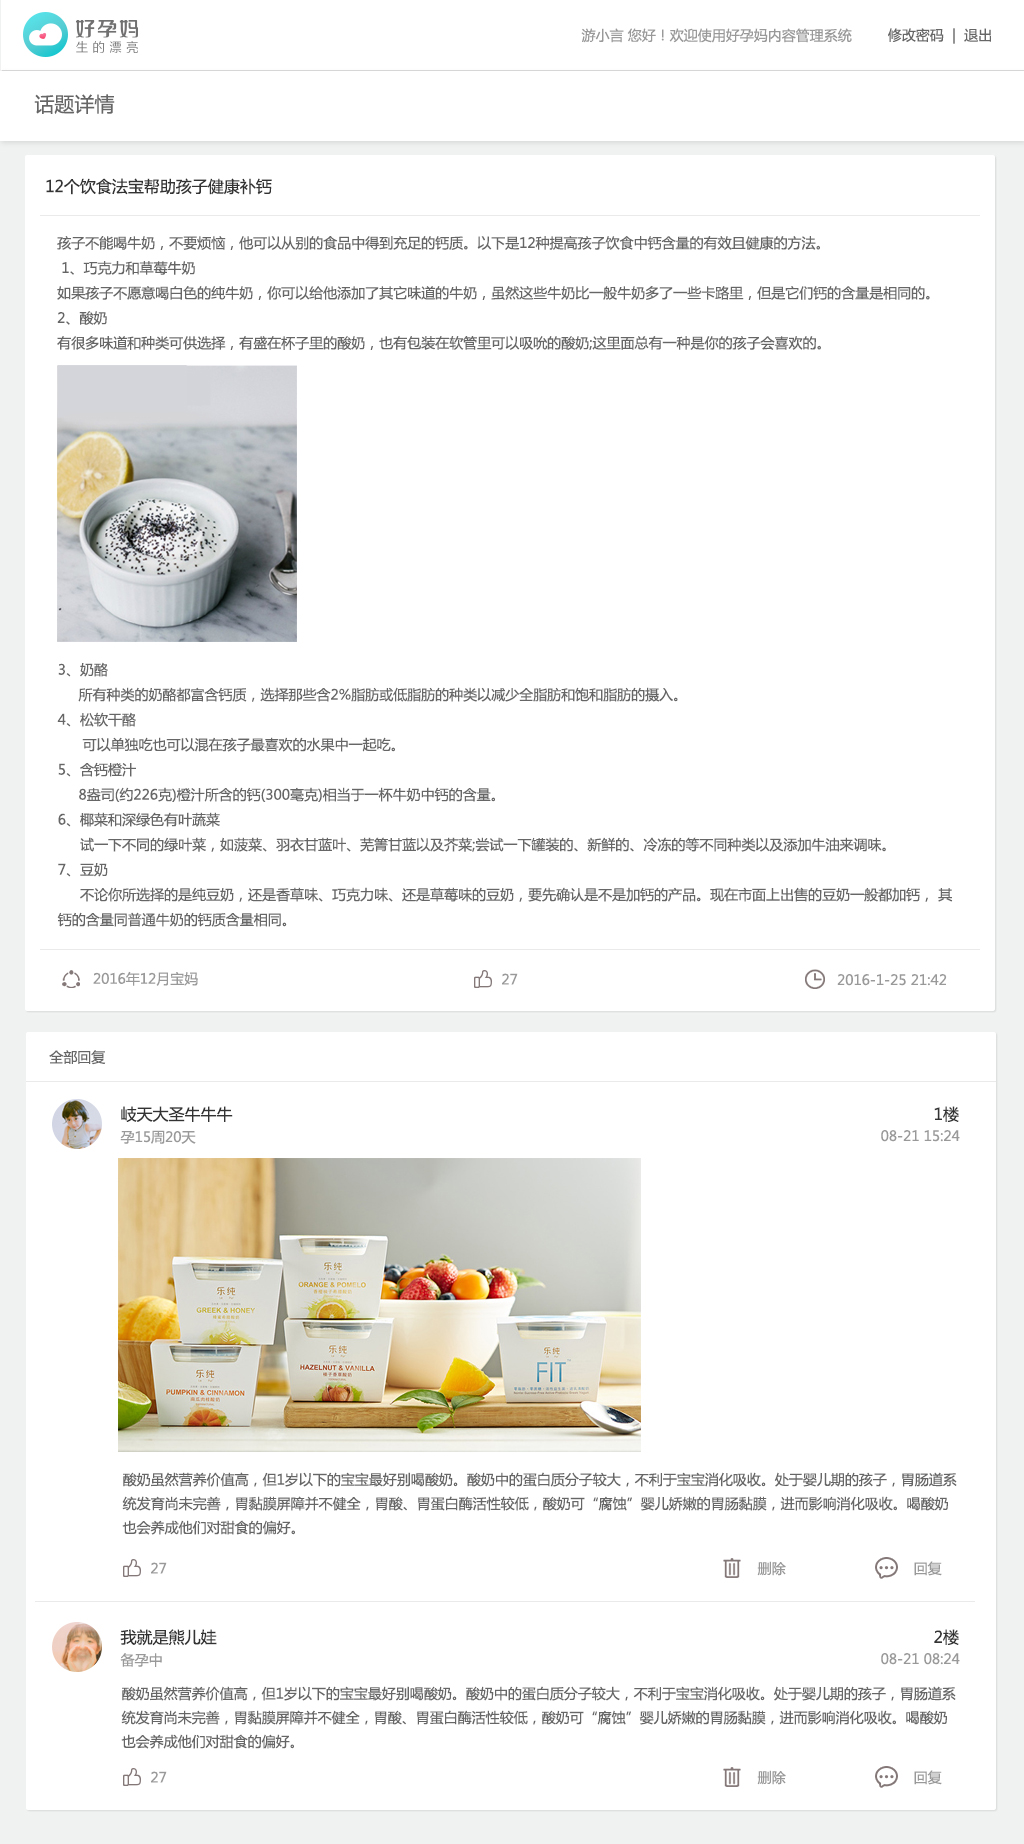 好孕妈
生的漂亮
游小言 您好！欢迎使用好孕妈内容管理系统
修改密码 | 退出
话题详情
12个饮食法宝帮助孩子健康补钙
孩子不能喝牛奶，不要烦恼，他可以从别的食品中得到充足的钙质。以下是12种提高孩子饮食中钙含量的有效且健康的方法。
1、巧克力和草莓牛奶
如果孩子不愿意喝白色的纯牛奶，你可以给他添加了其它味道的牛奶，虽然这些牛奶比一般牛奶多了一些卡路里，但是它们钙的含量是相同的。
2、酸奶
有很多味道和种类可供选择，有盛在杯子里的酸奶，也有包装在软管里可以吸吮的酸奶;这里面总有一种是你的孩子会喜欢的。
3、奶酪
所有种类的奶酪都富含钙质，选择那些含2%脂肪或低脂肪的种类以减少全脂肪和饱和脂肪的摄入。
4、松软干酪
可以单独吃也可以混在孩子最喜欢的水果中一起吃。
5、含钙橙汁
8盎司(约226克)橙汁所含的钙(300毫克)相当于一杯牛奶中钙的含量。
6、椰菜和深绿色有叶蔬菜
试一下不同的绿叶菜，如菠菜、羽衣甘蓝叶、芜菁甘蓝以及芥菜;尝试一下罐装的、新鲜的、冷冻的等不同种类以及添加牛油来调味。
7、豆奶
不论你所选择的是纯豆奶，还是香草味、巧克力味、还是草莓味的豆奶，要先确认是不是加钙的产品。现在市面上出售的豆奶一般都加钙， 其
钙的含量同普通牛奶的钙质含量相同。
2016年12月宝妈
27
2016-1-25 21:42
全部回复
岐天大圣牛牛牛
1楼
孕15周20天
08-21 15:24
乐纯
ORANGE & POMELO
乐纯
GREEK & HONEY
乐纯
HAZELNUT & VANILLA
乐纯
FIT
乐纯
PUMPKIN & CINNAMON
酸奶虽然营养价值高，但1岁以下的宝宝最好别喝酸奶。酸奶中的蛋白质分子较大，不利于宝宝消化吸收。处于婴儿期的孩子，胃肠道系
统发育尚未完善，胃黏膜屏障并不健全，胃酸、胃蛋白酶活性较低，酸奶可“腐蚀”婴儿娇嫩的胃肠黏膜，进而影响消化吸收。喝酸奶
也会养成他们对甜食的偏好。
27
删除
回复
我就是熊儿娃
2楼
备孕中
08-21 08:24
酸奶虽然营养价值高，但1岁以下的宝宝最好别喝酸奶。酸奶中的蛋白质分子较大，不利于宝宝消化吸收。处于婴儿期的孩子，胃肠道系
统发育尚未完善，胃黏膜屏障并不健全，胃酸、胃蛋白酶活性较低，酸奶可“腐蚀”婴儿娇嫩的胃肠黏膜，进而影响消化吸收。喝酸奶
也会养成他们对甜食的偏好。
27
删除
回复